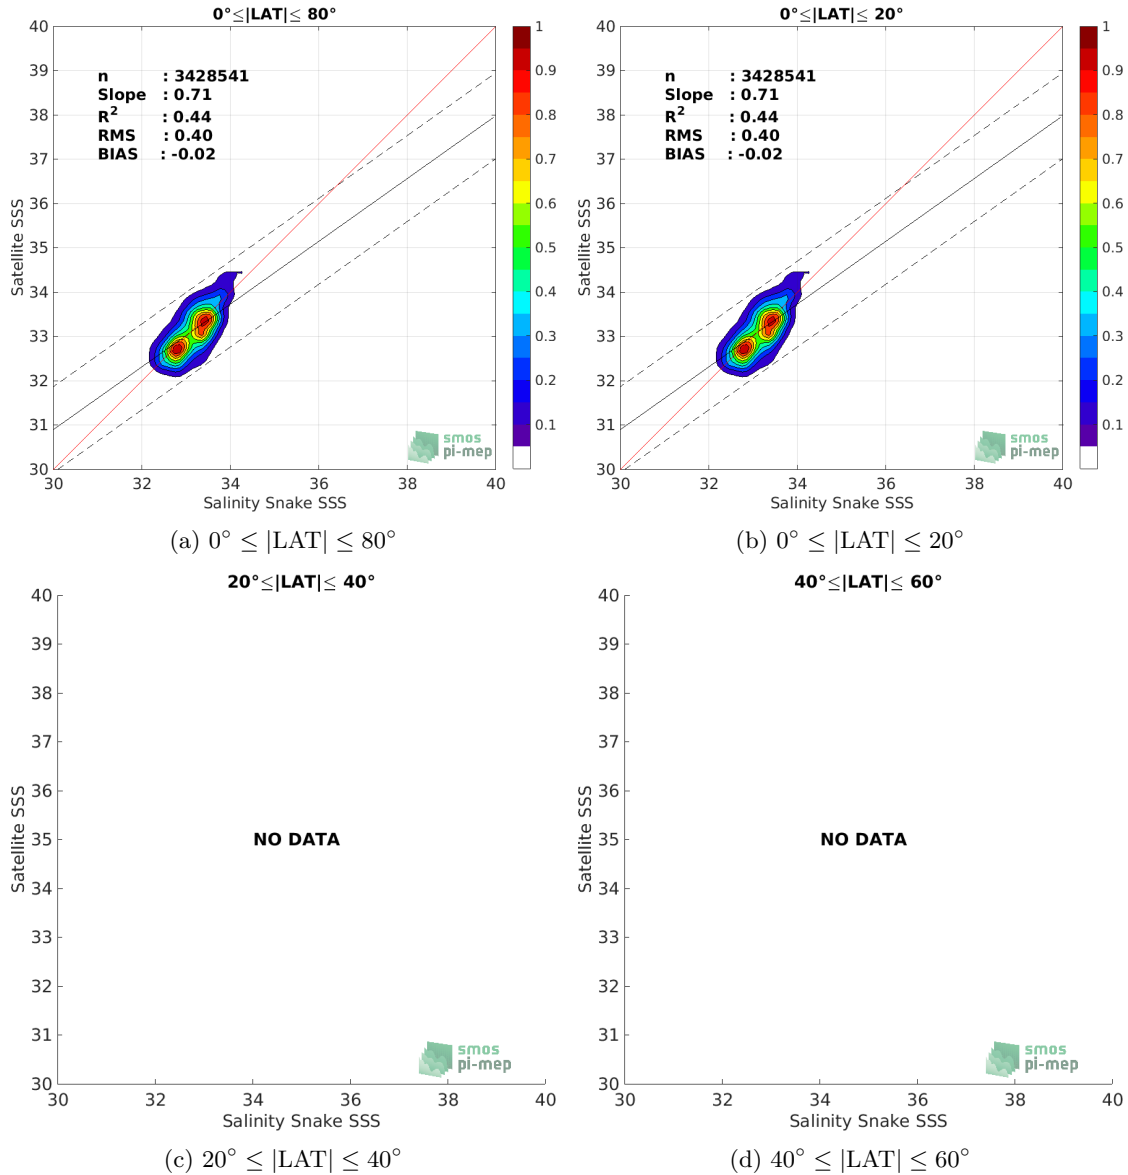 0°≤|LAT|≤ 80°
40
39
38
37
36
35
34
33
32
31
30
Satellite SSS
n : 3428541
Slope : 0.71
R² : 0.44
RMS : 0.40
BIAS : -0.02
1
0.9
0.8
0.7
0.6
0.5
0.4
0.3
0.2
0.1
smos
pi-mep
30 32 34 36 38 40
Salinity Snake SSS
(a) 0° ≤ |LAT| ≤ 80°
0°≤|LAT|≤ 20°
40
39
38
37
36
35
34
33
32
31
30
Satellite SSS
n : 3428541
Slope : 0.71
R² : 0.44
RMS : 0.40
BIAS : -0.02
1
0.9
0.8
0.7
0.6
0.5
0.4
0.3
0.2
0.1
smos
pi-mep
30 32 34 36 38 40
Salinity Snake SSS
(b) 0° ≤ |LAT| ≤ 20°
20°≤|LAT|≤ 40°
40
39
38
37
36
35
34
33
32
31
30
Satellite SSS
NO DATA
smos
pi-mep
30 32 34 36 38 40
Salinity Snake SSS
(c) 20° ≤ |LAT| ≤ 40°
40°≤|LAT|≤ 60°
40
39
38
37
36
35
34
33
32
31
30
Satellite SSS
NO DATA
smos
pi-mep
30 32 34 36 38 40
Salinity Snake SSS
(d) 40° ≤ |LAT| ≤ 60°